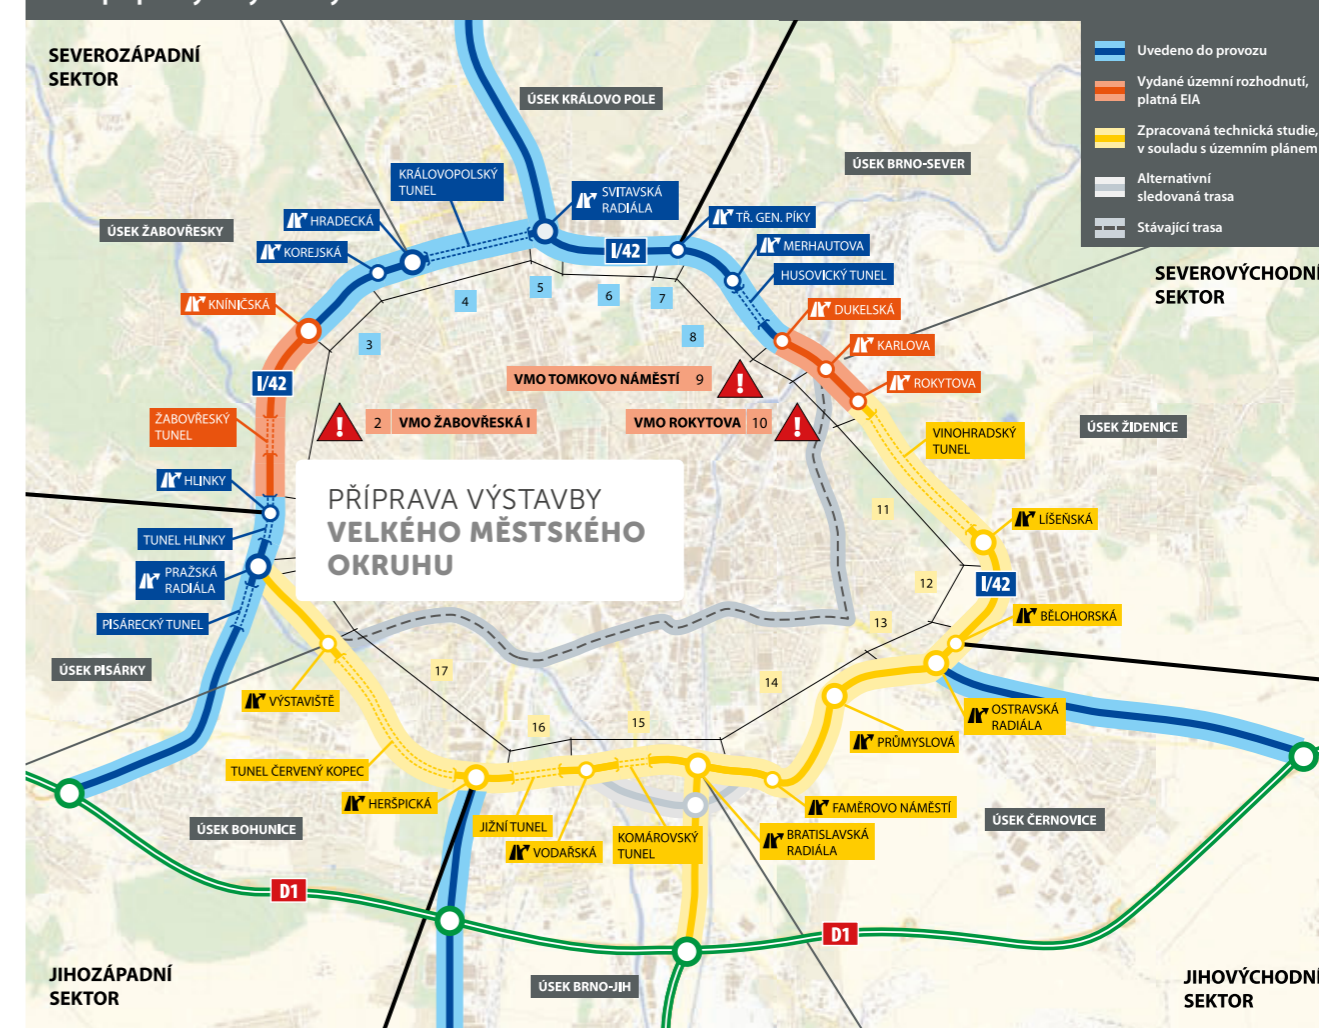 SEVEROZÁPADNÍ
SEKTOR
ÚSEK KRÁLOVO POLE
Uvedeno do provozu
Vydané územní rozhodnutí,
platná EIA
Zpracovaná technická studie,
v souladu s územním plánem
Alternativní
sledovaná trasa
Stávající trasa
ÚSEK BRNO-SEVER
KRÁLOVOPOLSKÝ
TUNEL
SVITAVSKÁ
RADIÁLA
HRADECKÁ
TŘ. GEN. PÍKY
ÚSEK ŽABOVŘESKY
KOREJSKÁ
I/42
MERHAUTOVA
HUSOVICKÝ TUNEL
SEVEROVÝCHODNÍ
SEKTOR
KNÍNIČSKÁ
4
5
6
7
DUKELSKÁ
3
8
KARLOVA
I/42
VMO TOMKOVO NÁMĚSTÍ 9
ROKYTOVA
ŽABOVŘESKÝ
TUNEL
2 VMO ŽABOVŘESKÁ I
VMO ROKYTOVA 10
VINOHRADSKÝ
TUNEL
ÚSEK ŽIDENICE
HLINKY
PŘÍPRAVA VÝSTAVBY
VELKÉHO MĚSTSKÉHO
OKRUHU
11
LÍŠEŇSKÁ
TUNEL HLINKY
PRAŽSKÁ
RADIÁLA
12
I/42
PISÁRECKÝ TUNEL
13
BĚLOHORSKÁ
ÚSEK PISÁRKY
17
14
VÝSTAVIŠTĚ
16
15
OSTRAVSKÁ
RADIÁLA
PRŮMYSLOVÁ
TUNEL ČERVENÝ KOPEC
HERŠPICKÁ
FAMĚROVO NÁMĚSTÍ
ÚSEK BOHUNICE
JIŽNÍ TUNEL
VODAŘSKÁ
KOMÁROVSKÝ
TUNEL
BRATISLAVSKÁ
RADIÁLA
ÚSEK ČERNOVICE
D1
D1
JIHOZÁPADNÍ
SEKTOR
ÚSEK BRNO-JIH
JIHOVÝCHODNÍ
SEKTOR